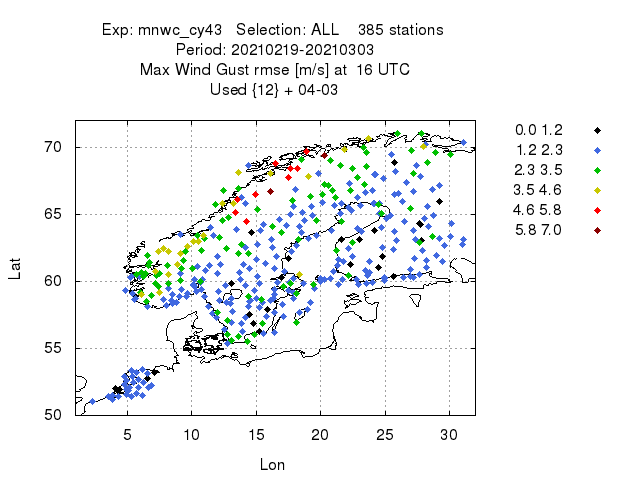 Exp: mnwc_cy43   Selection: ALL    385 stations
Period: 20210219-20210303
Max Wind Gust rmse [m/s] at  16 UTC
Used {12} + 04-03
0.0 1.2
1.2 2.3
2.3 3.5
3.5 4.6
4.6 5.8
5.8 7.0
70
65
60
55
50
Lat
5 10 15 20 25 30
Lon